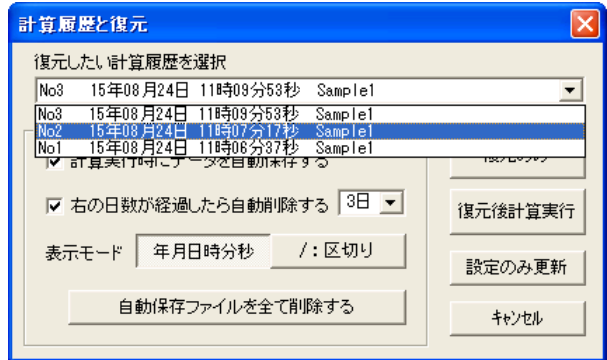 計算履歴と復元
復元したい計算履歴を選択
No3 15年08月24日 11時09分53秒 Sample1
No3 15年08月24日 11時09分53秒 Sample1
No2 15年08月24日 11時07分17秒 Sample1
No1 15年08月24日 11時06分37秒 Sample1
計算実行時にデータを自動保存する
右の日数が経過したら自動削除する 3日
復元後計算実行
表示モード 年月日時分秒 /:区切り
設定のみ更新
自動保存ファイルを全て削除する
キャンセル